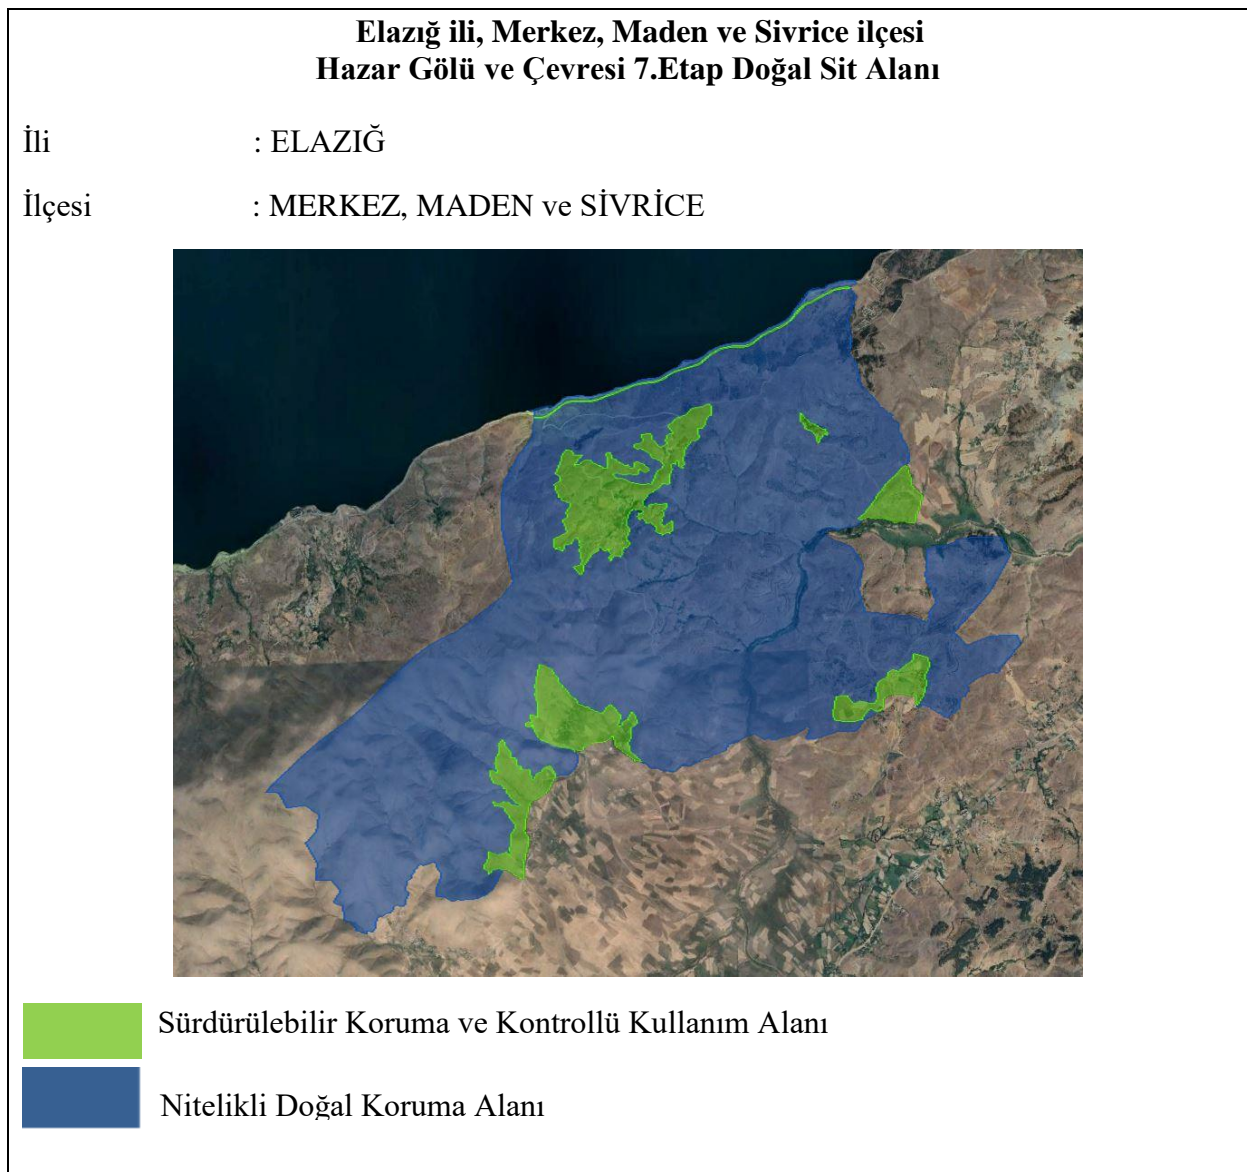 Elazığ ili, Merkez, Maden ve Sivrice ilçesi
Hazar Gölü ve Çevresi 7.Etap Doğal Sit Alanı
İli : ELAZIĞ
İlçesi : MERKEZ, MADEN ve SİVRİCE
Sürdürülebilir Koruma ve Kontrollü Kullanım Alanı
Nitelikli Doğal Koruma Alanı